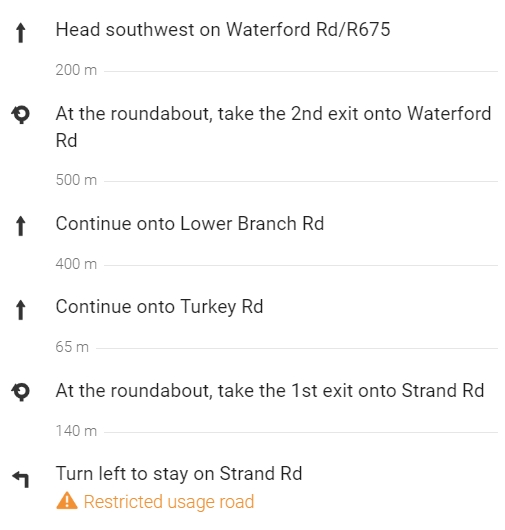 Head southwest on Waterford Rd/R675
200 m
At the roundabout, take the 2nd exit onto Waterford
Rd
500 m
Continue onto Lower Branch Rd
400 m
Continue onto Turkey Rd
65 m
At the roundabout, take the 1st exit onto Strand Rd
140 m
Turn left to stay on Strand Rd
Restricted usage road